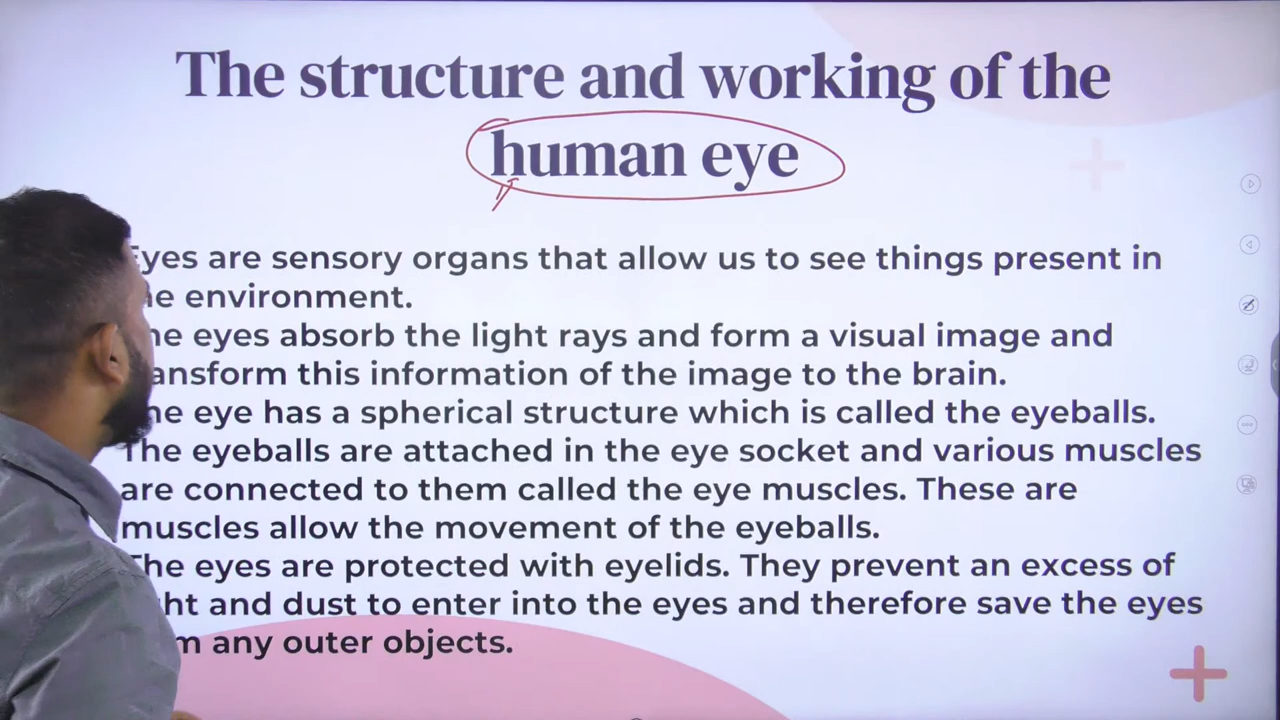 The structure and working of the
human eye
Eyes are sensory organs that allow us to see things present in
environment.
eyes absorb the light rays and form a visual image and
this information of the image to the brain.
eye has a spherical structure which is called the eyeballs.
The eyeballs are attached in the eye socket and various muscles
are connected to them called the eye muscles. These are
muscles allow the movement of the eyeballs.
The eyes are protected with eyelids. They prevent an excess of
and dust to enter into the eyes and therefore save the eyes
any outer objects.